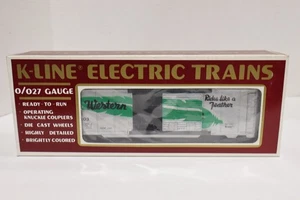 K-LINE ELECTRIC TRAINS
O/O27 GAUGE
• READY - TO - RUN
• OPERATING
KNUCKLE COUPLERS
• DIE CAST WHEELS
• HIGHLY DETAILED
• BRIGHTLY COLORED
Western
Rides like a
Feather